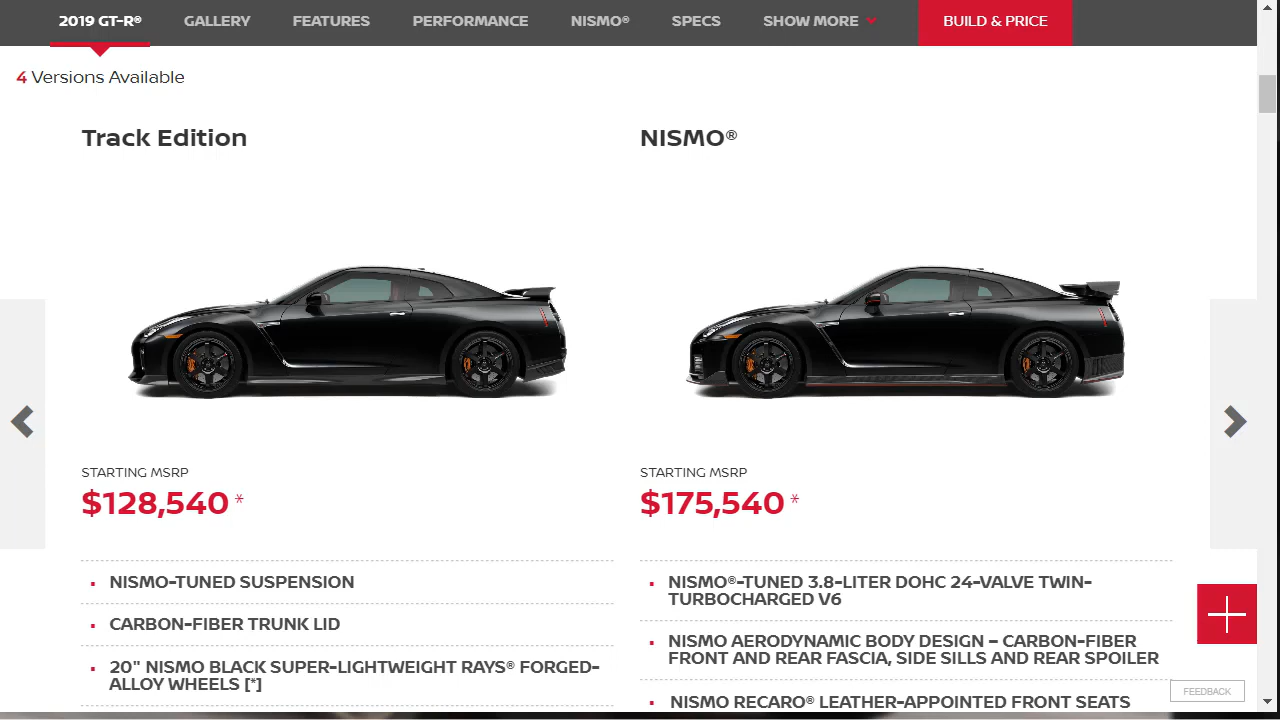 2019 GT-R® GALLERY FEATURES PERFORMANCE NISMO® SPECS SHOW MORE BUILD & PRICE
4 Versions Available
Track Edition
STARTING MSRP
$128,540 *
NISMO-TUNED SUSPENSION
CARBON-FIBER TRUNK LID
20" NISMO BLACK SUPER-LIGHTWEIGHT RAYS® FORGED-
ALLOY WHEELS [*]
NISMO®
STARTING MSRP
$175,540 *
NISMO®-TUNED 3.8-LITER DOHC 24-VALVE TWIN-
TURBOCHARGED V6
NISMO AERODYNAMIC BODY DESIGN – CARBON-FIBER
FRONT AND REAR FASCIA, SIDE SILLS AND REAR SPOILER
NISMO RECARO® LEATHER-APPOINTED FRONT SEATS
FEEDBACK